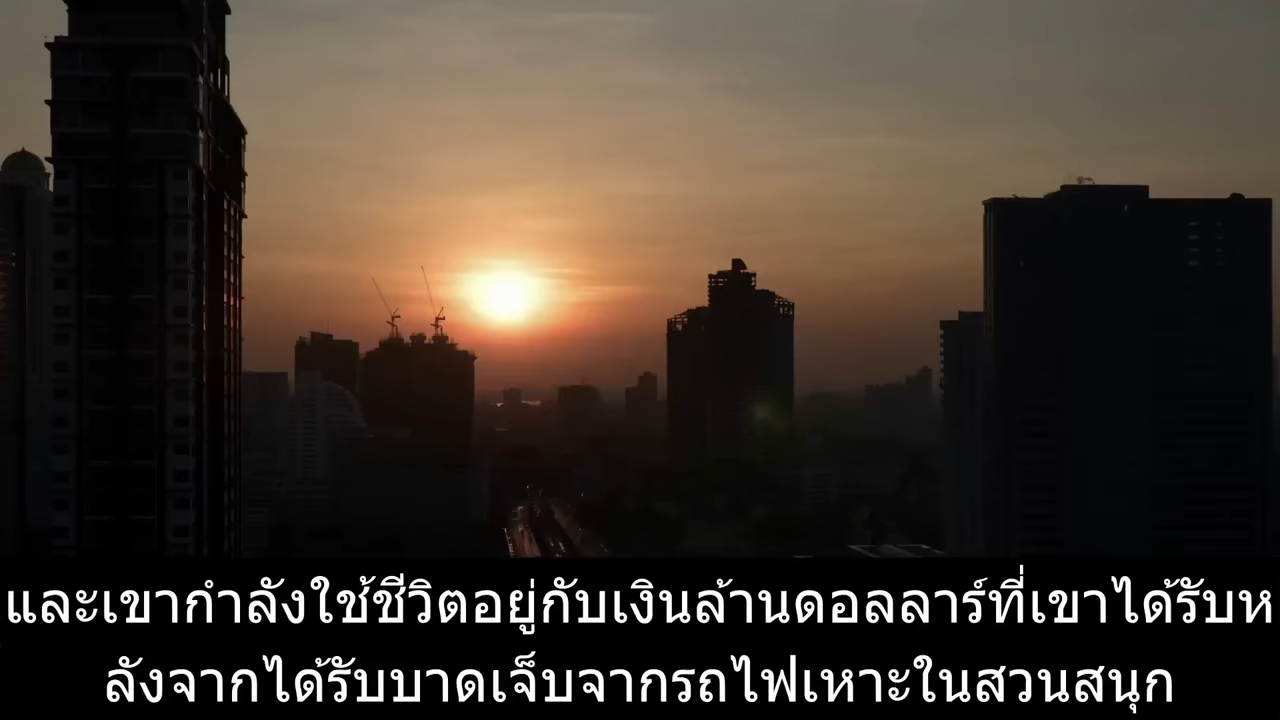 และเขากำลังใช้ชีวิตอยู่กับเงินล้านดอลลาร์ที่เขาได้รับห
ลังจากได้รับบาดเจ็บจากรถไฟเหาะในสวนสนุก